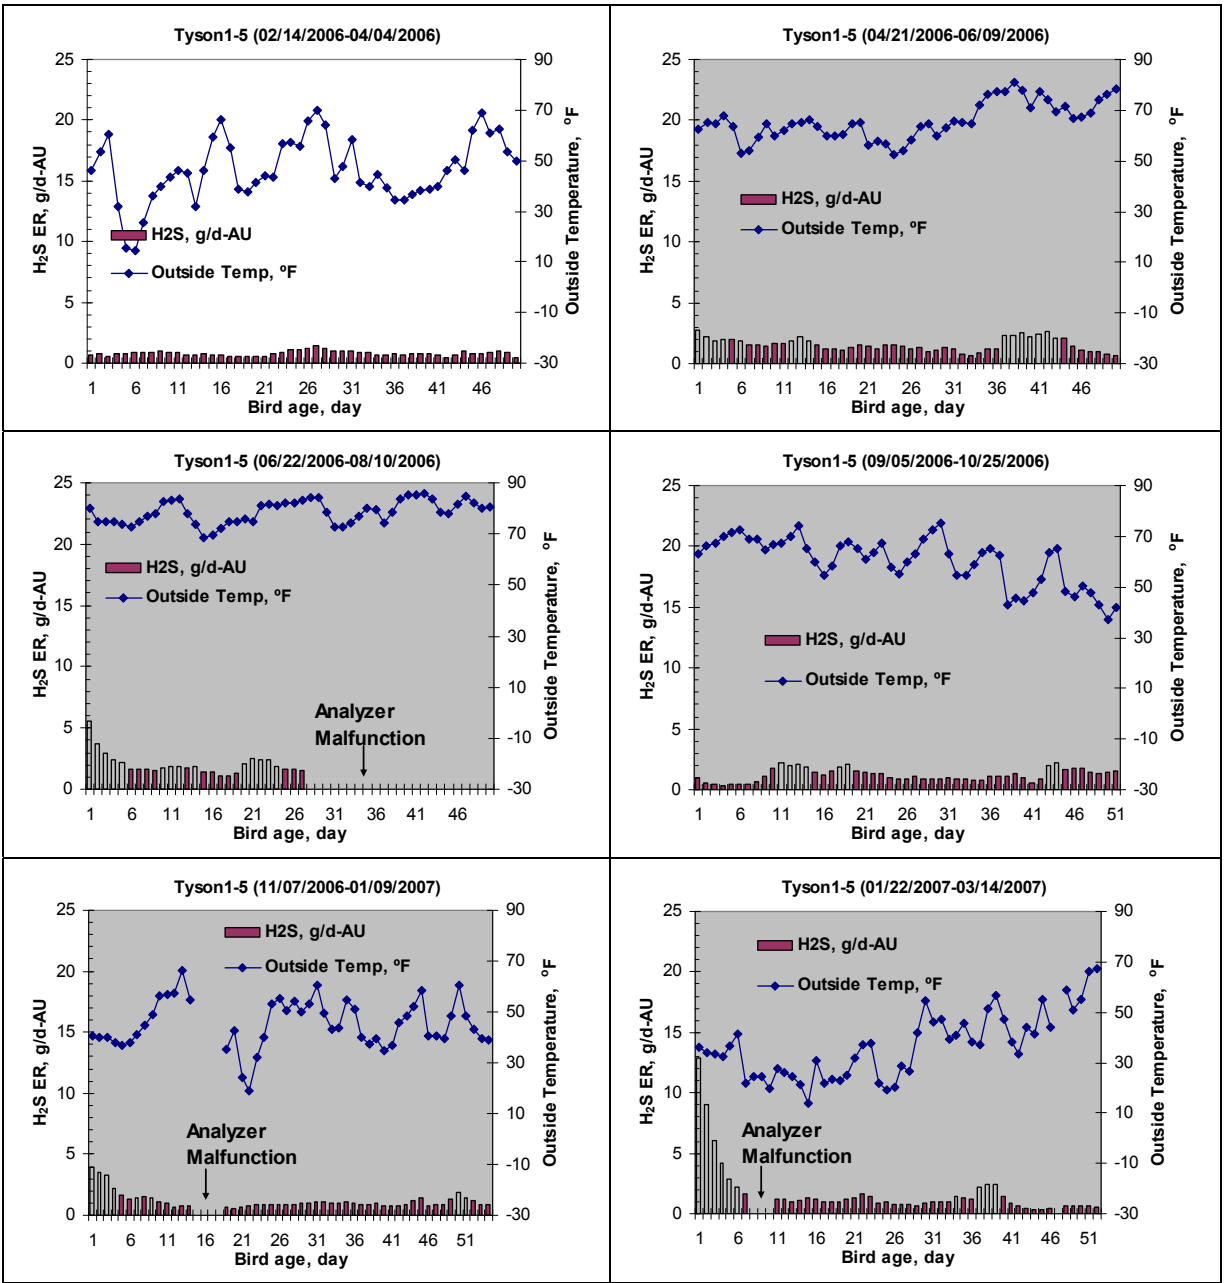 Tyson1-5 (02/14/2006-04/04/2006)
H₂S ER, g/d-AU
25
20
15
10
5
0
90
70
50
30
10
-10
-30
Outside Temperature, ºF
H2S, g/d-AU
Outside Temp, ºF
1 6 11 16 21 26 31 36 41 46
Bird age, day
Tyson1-5 (04/21/2006-06/09/2006)
H₂S ER, g/d-AU
25
20
15
10
5
0
90
70
50
30
10
-10
-30
Outside Temperature, ºF
H2S, g/d-AU
Outside Temp, ºF
1 6 11 16 21 26 31 36 41 46
Bird age, day
Tyson1-5 (06/22/2006-08/10/2006)
H₂S ER, g/d-AU
25
20
15
10
5
0
90
70
50
30
10
-10
-30
Outside Temperature, ºF
H2S, g/d-AU
Outside Temp, ºF
Analyzer
Malfunction
1 6 11 16 21 26 31 36 41 46
Bird age, day
Tyson1-5 (09/05/2006-10/25/2006)
H₂S ER, g/d-AU
25
20
15
10
5
0
90
70
50
30
10
-10
-30
Outside Temperature, ºF
H2S, g/d-AU
Outside Temp, ºF
1 6 11 16 21 26 31 36 41 46 51
Bird age, day
Tyson1-5 (11/07/2006-01/09/2007)
H₂S ER, g/d-AU
25
20
15
10
5
0
90
70
50
30
10
-10
-30
Outside Temperature, ºF
H2S, g/d-AU
Outside Temp, ºF
Analyzer
Malfunction
1 6 11 16 21 26 31 36 41 46 51
Bird age, day
Tyson1-5 (01/22/2007-03/14/2007)
H₂S ER, g/d-AU
25
20
15
10
5
0
90
70
50
30
10
-10
-30
Outside Temperature, ºF
H2S, g/d-AU
Outside Temp, ºF
Analyzer
Malfunction
1 6 11 16 21 26 31 36 41 46 51
Bird age, day